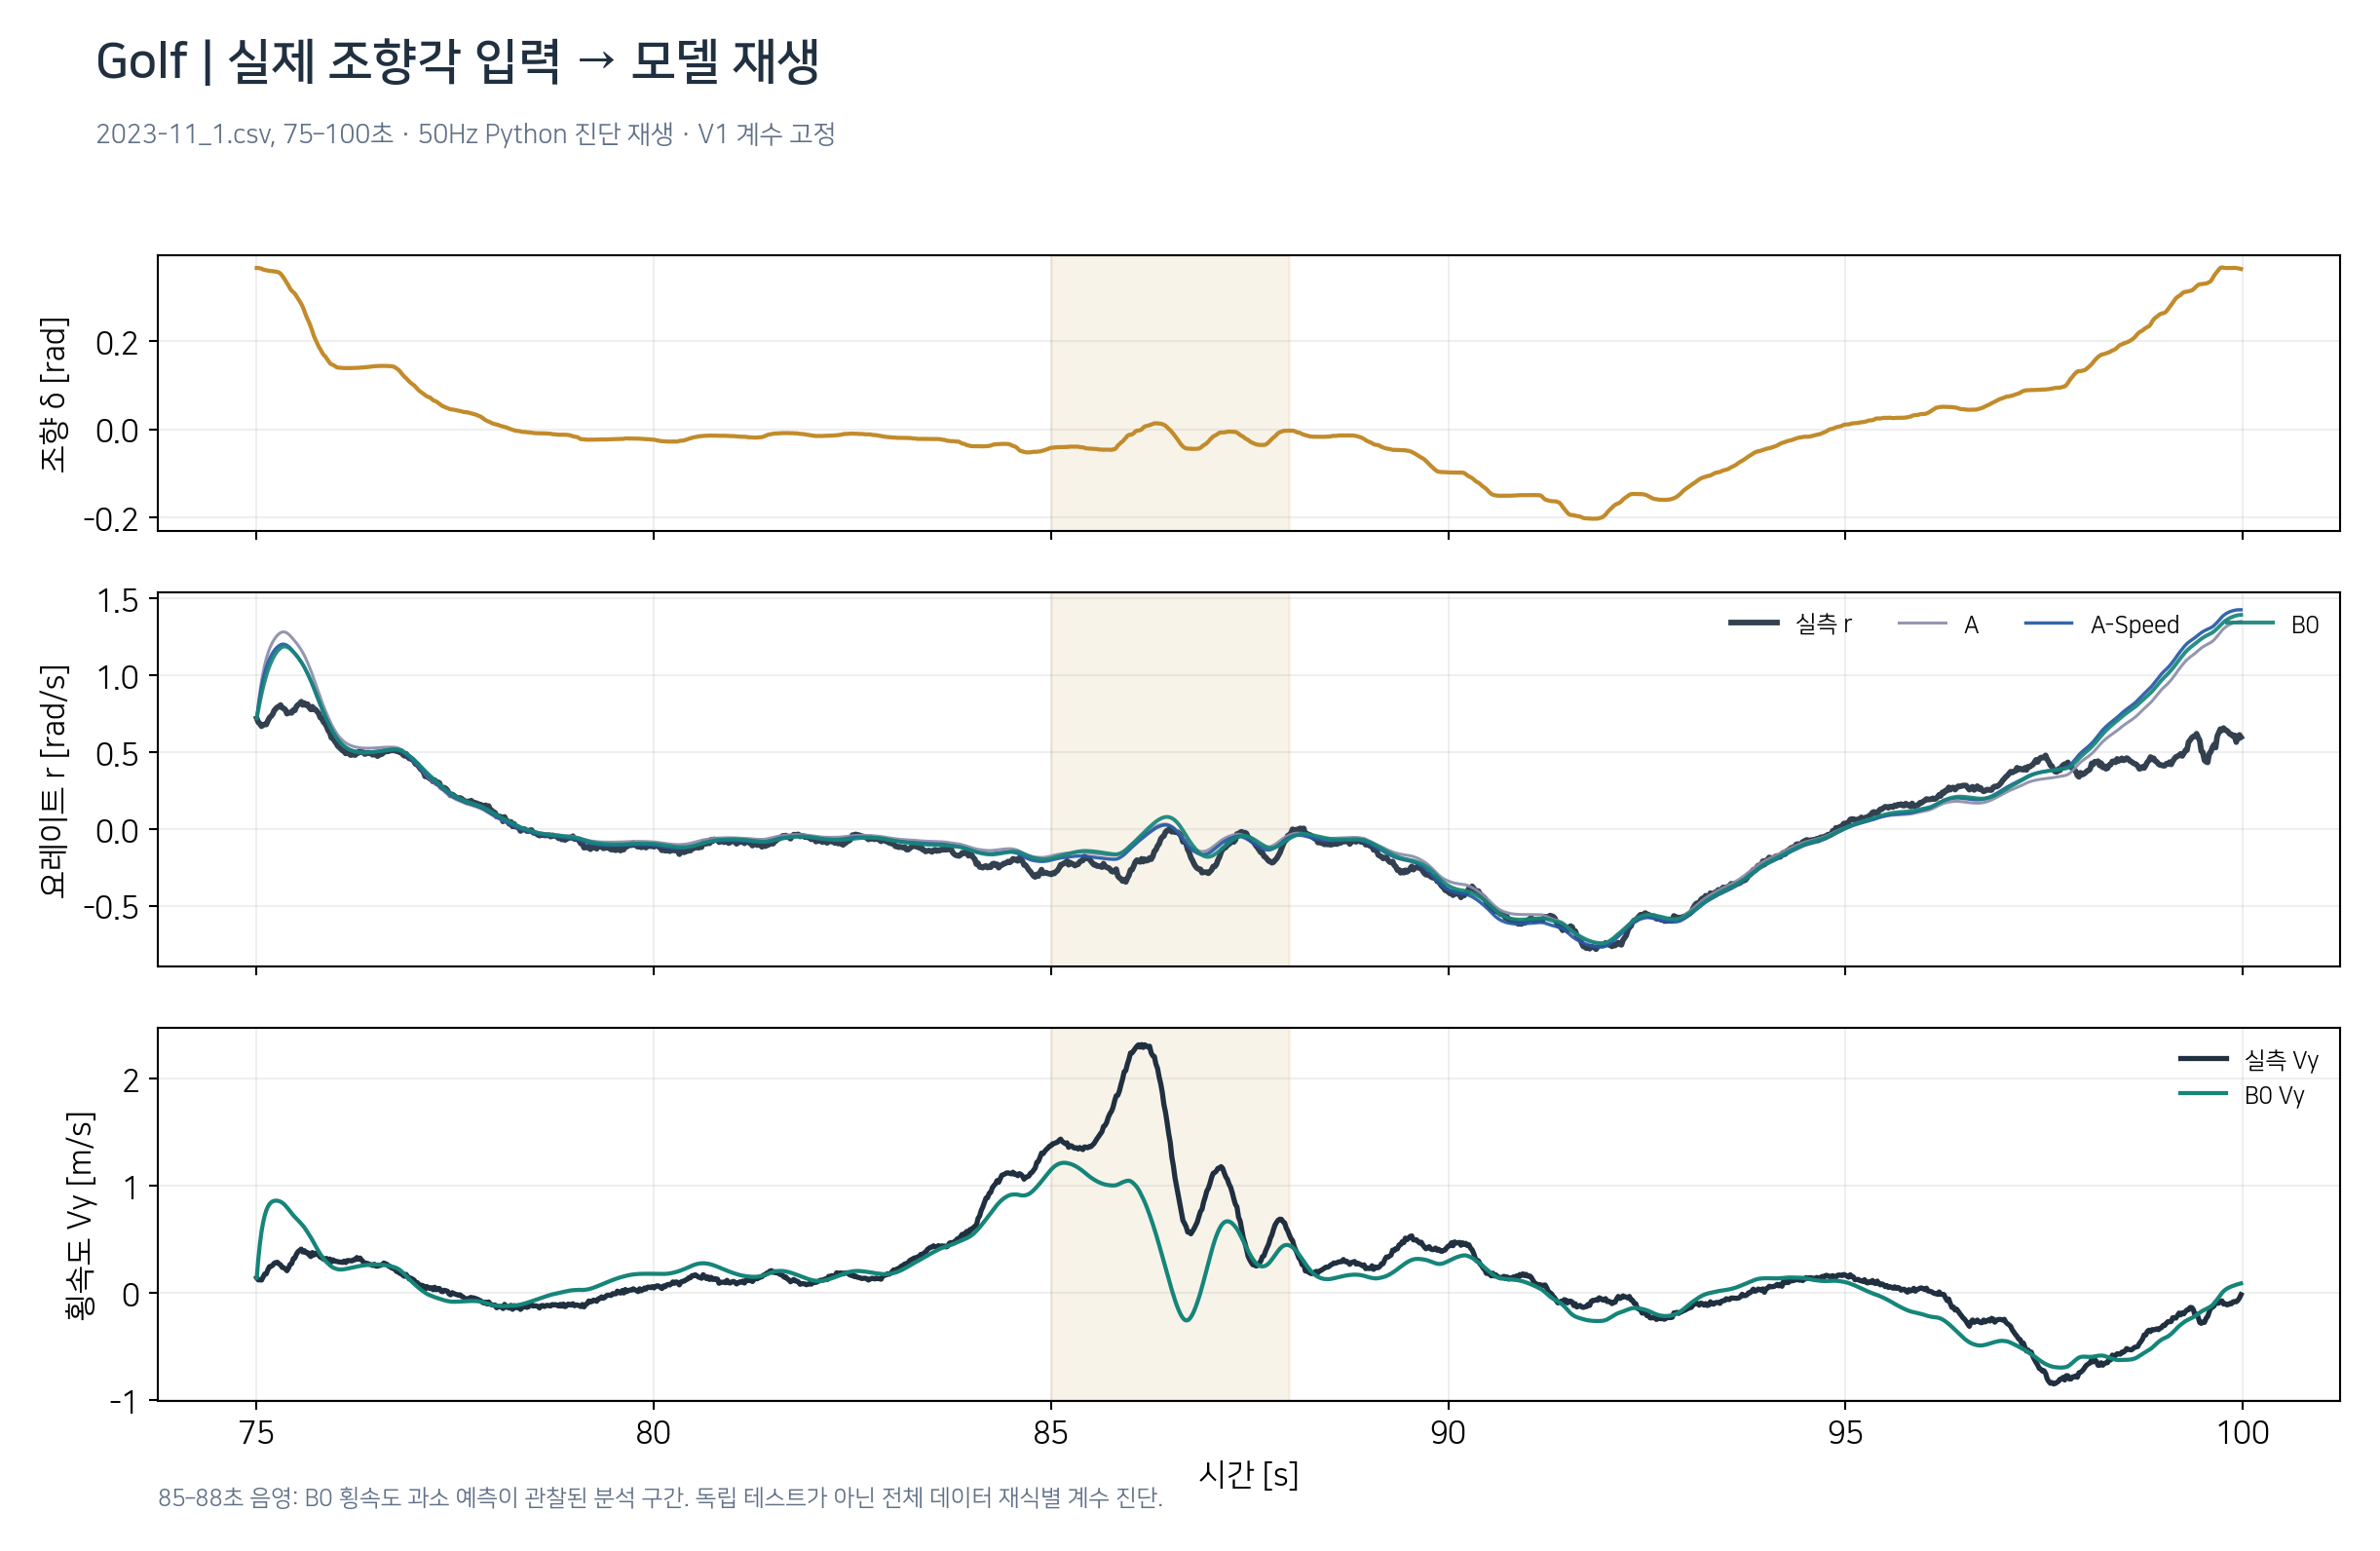 Golf | 실제 조향각 입력 → 모델 재생
2023-11_1.csv, 75–100초 · 50Hz Python 진단 재생 · V1 계수 고정
조향 δ [rad]
0.2
0.0
-0.2
요레이트 r [rad/s]
1.5
1.0
0.5
0.0
-0.5
실측 r
A
A-Speed
B0
횡속도 Vy [m/s]
2
1
0
-1
실측 Vy
B0 Vy
75
80
85
90
95
100
시간 [s]
85–88초 음영: B0 횡속도 과소 예측이 관찰된 분석 구간. 독립 테스트가 아닌 전체 데이터 재식별 계수 진단.